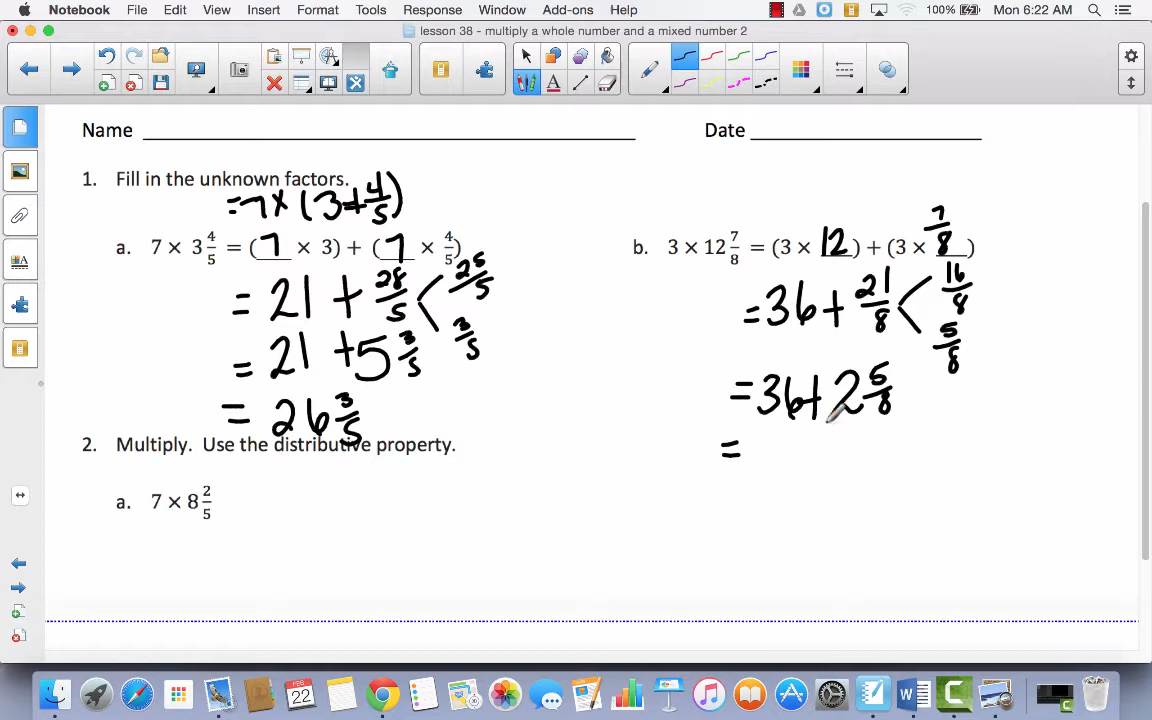 Notebook File Edit View Insert Format Tools Response Window Add-ons Help 100% Mon 6:22 AM
lesson 38 - multiply a whole number and a mixed number 2
Name ____ Date ____
1. Fill in the unknown factors.
=7×(3+4/5)
a. 7 × 3 4/5 = (7 × 3) + (7 × 4/5)
= 21 + 28/5 < 25/5 3/5
= 21 + 5 3/5
= 26 3/5
b. 3 × 12 7/8 = (3 × 12) + (3 × 7/8)
= 36 + 21/8 < 16/8 5/8
= 36 + 2 5/8
=
2. Multiply. Use the distributive property.
a. 7 × 8 2/5
FEB
22